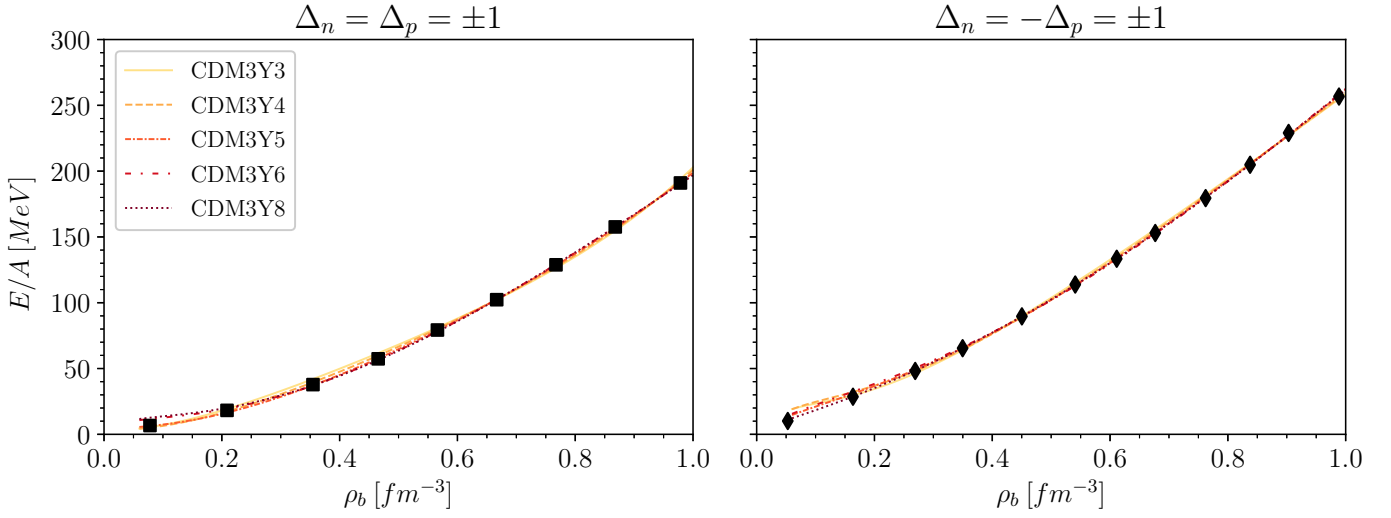 Δn = Δp = ±1
Δn = −Δp = ±1
300
250
200
150
100
50
0
E/A [MeV]
CDM3Y3
CDM3Y4
CDM3Y5
CDM3Y6
CDM3Y8
0.0 0.2 0.4 0.6 0.8 1.0
0.0 0.2 0.4 0.6 0.8 1.0
ρb [fm−3]
ρb [fm−3]